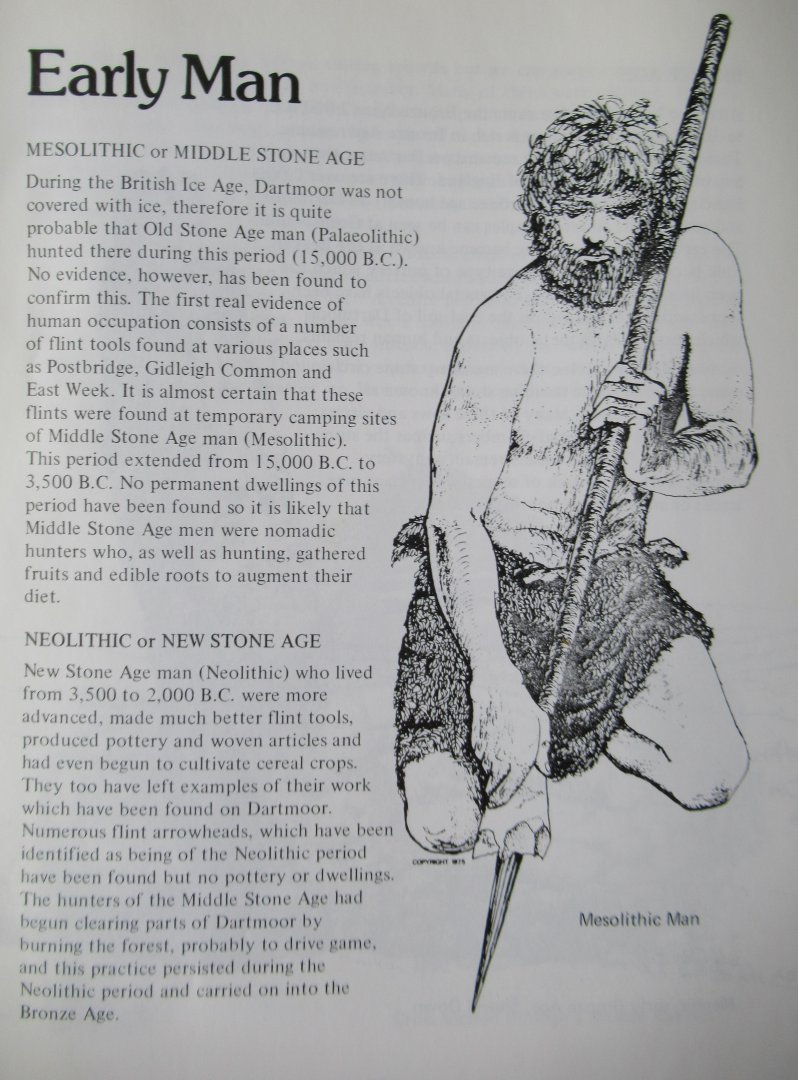 Early Man
MESOLITHIC or MIDDLE STONE AGE
During the British Ice Age, Dartmoor was not
covered with ice, therefore it is quite
probable that Old Stone Age man (Palaeolithic)
hunted there during this period (15,000 B.C.).
No evidence, however, has been found to
confirm this. The first real evidence of
human occupation consists of a number
of flint tools found at various places such
as Postbridge, Gidleigh Common and
East Week. It is almost certain that these
flints were found at temporary camping sites
of Middle Stone Age man (Mesolithic).
This period extended from 15,000 B.C. to
3,500 B.C. No permanent dwellings of this
period have been found so it is likely that
Middle Stone Age men were nomadic
hunters who, as well as hunting, gathered
fruits and edible roots to augment their
diet.
NEOLITHIC or NEW STONE AGE
New Stone Age man (Neolithic) who lived
from 3,500 to 2,000 B.C. were more
advanced, made much better flint tools,
produced pottery and woven articles and
had even begun to cultivate cereal crops.
They too have left examples of their work
which have been found on Dartmoor.
Numerous flint arrowheads, which have been
identified as being of the Neolithic period
have been found but no pottery or dwellings.
The hunters of the Middle Stone Age had
begun clearing parts of Dartmoor by
burning the forest, probably to drive game,
and this practice persisted during the
Neolithic period and carried on into the
Bronze Age.
COPYRIGHT 1975
Mesolithic Man